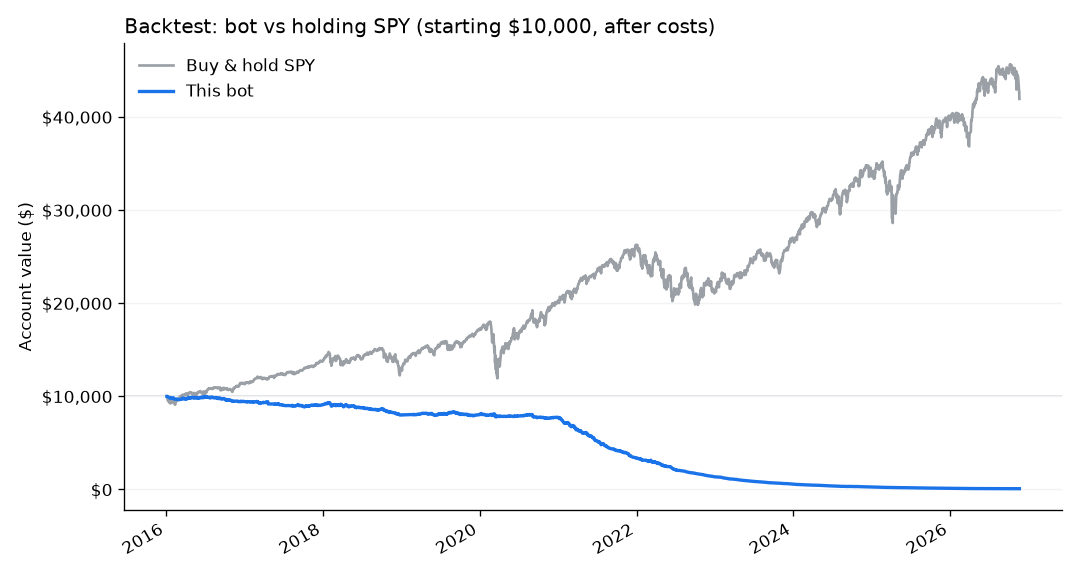 Backtest: bot vs holding SPY (starting $10,000, after costs)
Buy & hold SPY
This bot
Account value ($)
$40,000
$30,000
$20,000
$10,000
$0
2016
2018
2020
2022
2024
2026